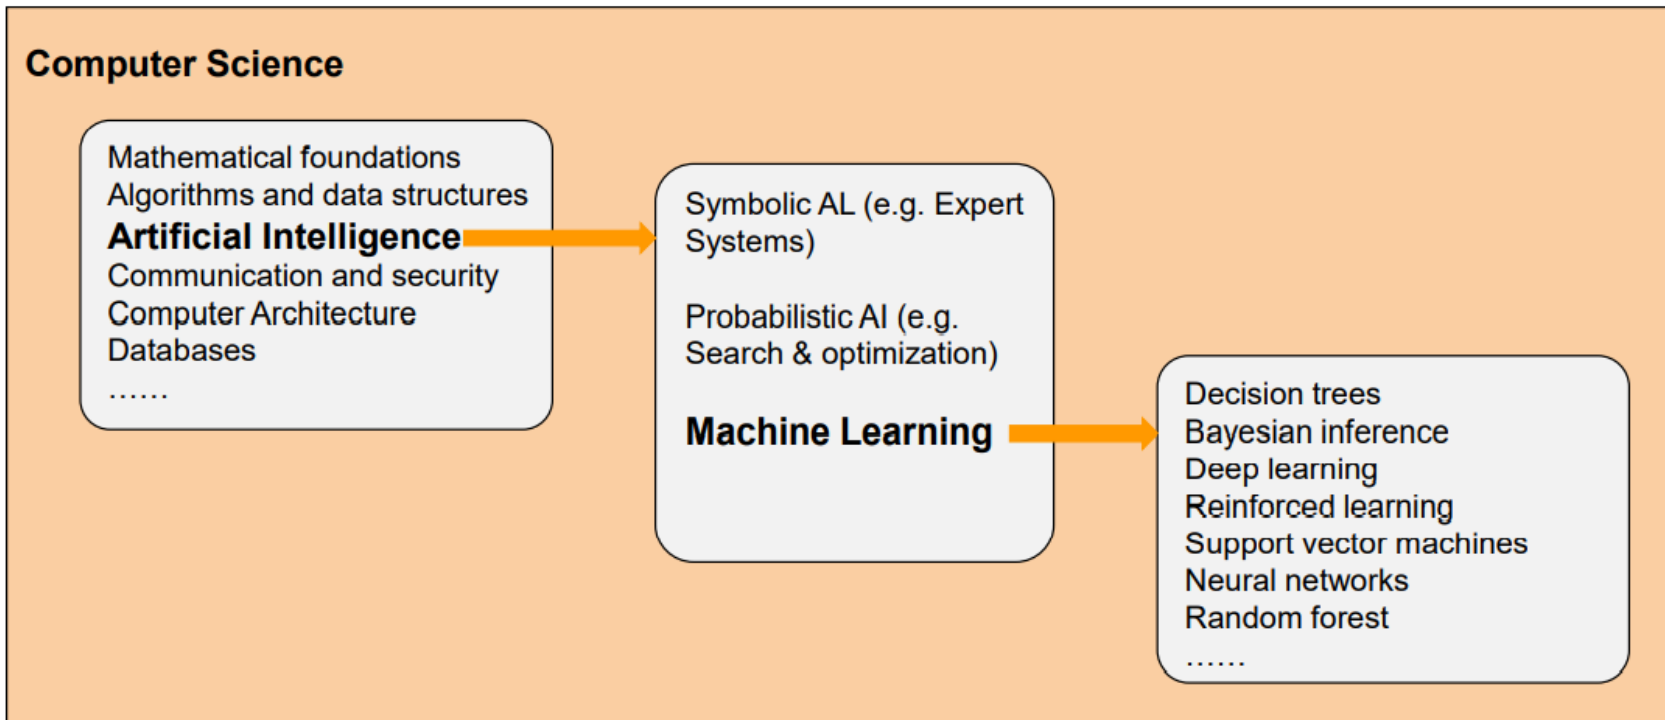 Computer Science
Mathematical foundations
Algorithms and data structures
Artificial Intelligence
Communication and security
Computer Architecture
Databases
......
Symbolic AL (e.g. Expert
Systems)
Probabilistic AI (e.g.
Search & optimization)
Machine Learning
Decision trees
Bayesian inference
Deep learning
Reinforced learning
Support vector machines
Neural networks
Random forest
......